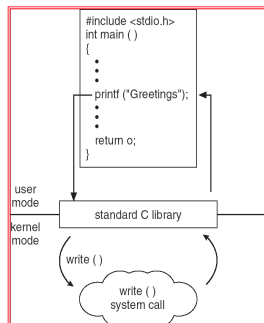 #include <stdio.h>
int main ( )
{
•
•
•
printf ("Greetings");
•
•
•
return o;
}
user
mode
standard C library
kernel
mode
write ( )
write ( )
system call